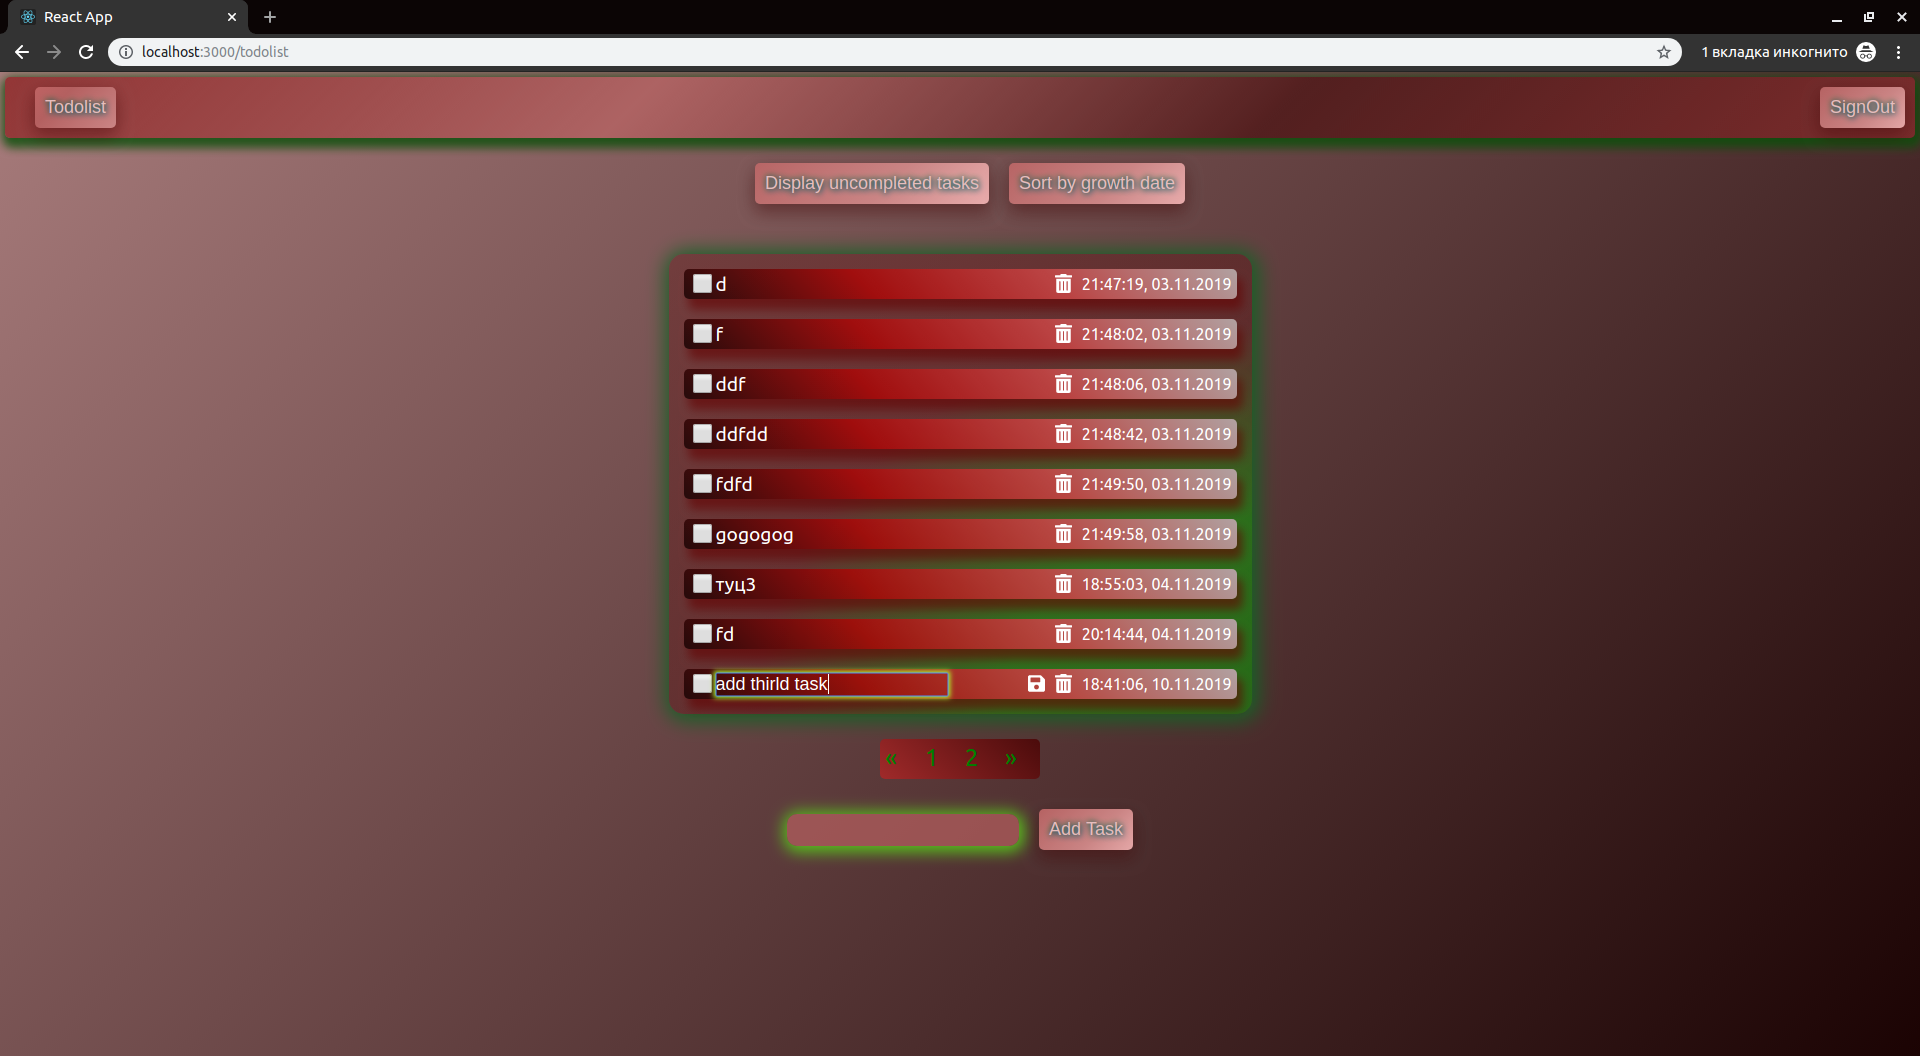 React App
localhost:3000/todolist
1 вкладка инкогнито
Todolist
SignOut
Display uncompleted tasks
Sort by growth date
d 21:47:19, 03.11.2019
f 21:48:02, 03.11.2019
ddf 21:48:06, 03.11.2019
ddfdd 21:48:42, 03.11.2019
fdfd 21:49:50, 03.11.2019
gogogog 21:49:58, 03.11.2019
туц3 18:55:03, 04.11.2019
fd 20:14:44, 04.11.2019
add thirld task 18:41:06, 10.11.2019
« 1 2 »
Add Task